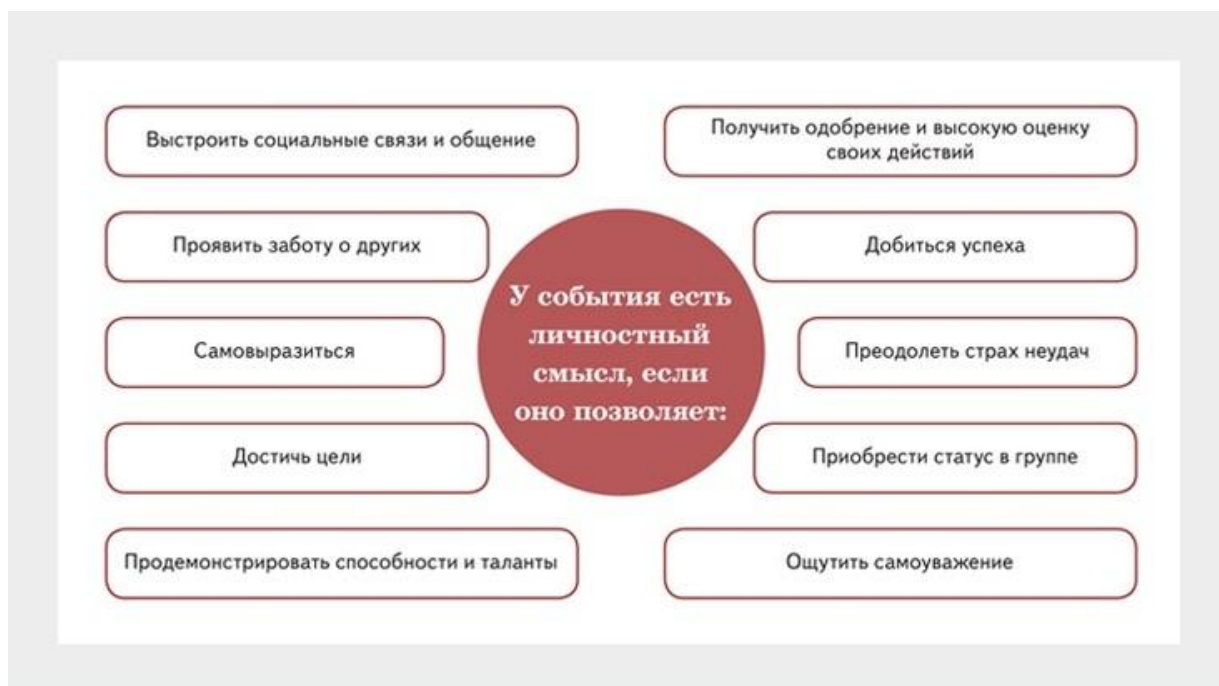 Выстроить социальные связи и общение
Получить одобрение и высокую оценку
своих действий
Проявить заботу о других
Добиться успеха
У события есть
личностный
смысл, если
оно позволяет:
Самовыразиться
Преодолеть страх неудач
Достичь цели
Приобрести статус в группе
Продемонстрировать способности и таланты
Ощутить самоуважение